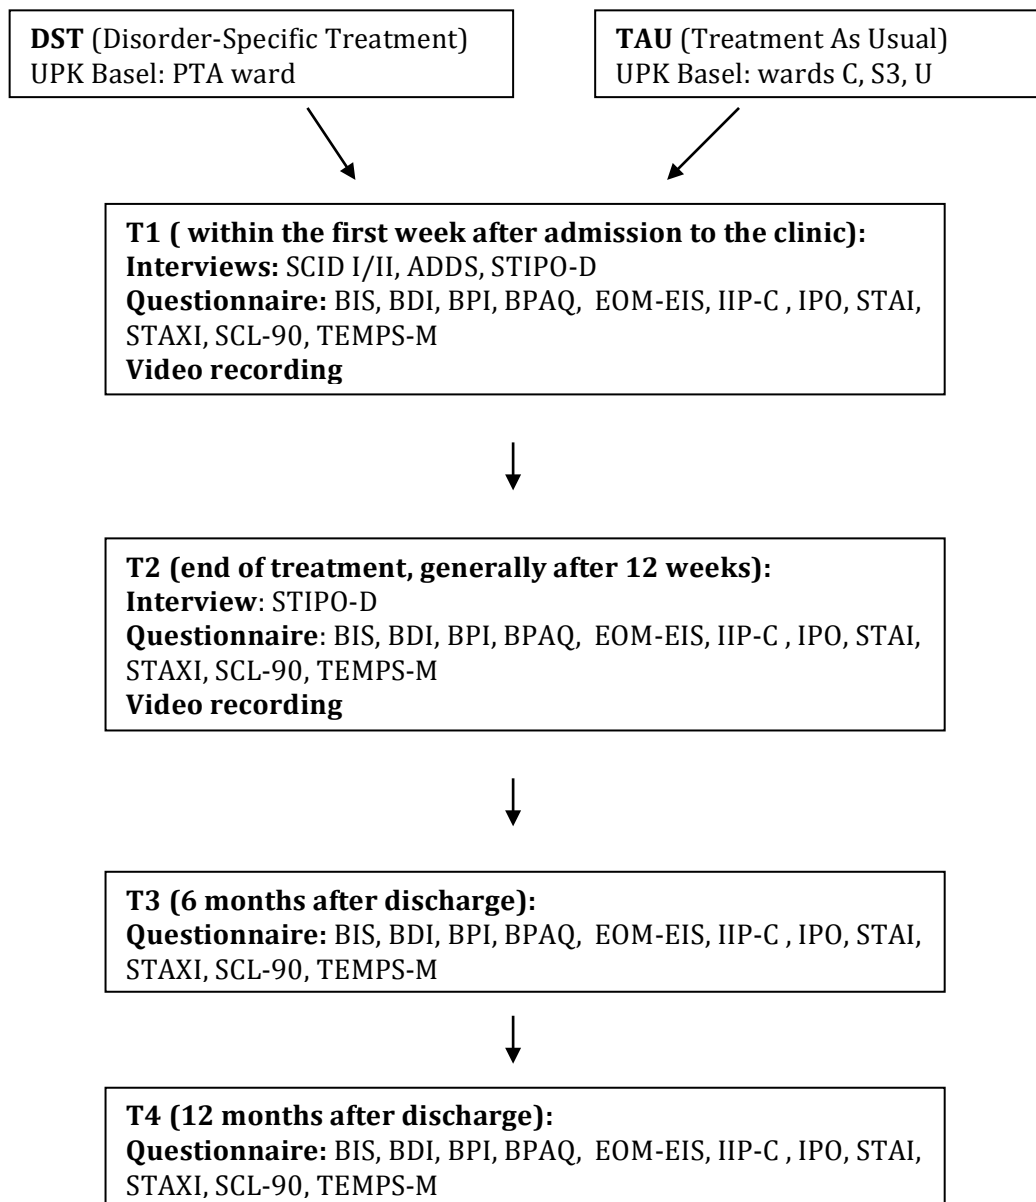 DST (Disorder-Specific Treatment)
UPK Basel: PTA ward
TAU (Treatment As Usual)
UPK Basel: wards C, S3, U
T1 ( within the first week after admission to the clinic):
Interviews: SCID I/II, ADDS, STIPO-D
Questionnaire: BIS, BDI, BPI, BPAQ, EOM-EIS, IIP-C , IPO, STAI,
STAXI, SCL-90, TEMPS-M
Video recording
T2 (end of treatment, generally after 12 weeks):
Interview: STIPO-D
Questionnaire: BIS, BDI, BPI, BPAQ, EOM-EIS, IIP-C , IPO, STAI,
STAXI, SCL-90, TEMPS-M
Video recording
T3 (6 months after discharge):
Questionnaire: BIS, BDI, BPI, BPAQ, EOM-EIS, IIP-C , IPO, STAI,
STAXI, SCL-90, TEMPS-M
T4 (12 months after discharge):
Questionnaire: BIS, BDI, BPI, BPAQ, EOM-EIS, IIP-C , IPO, STAI,
STAXI, SCL-90, TEMPS-M